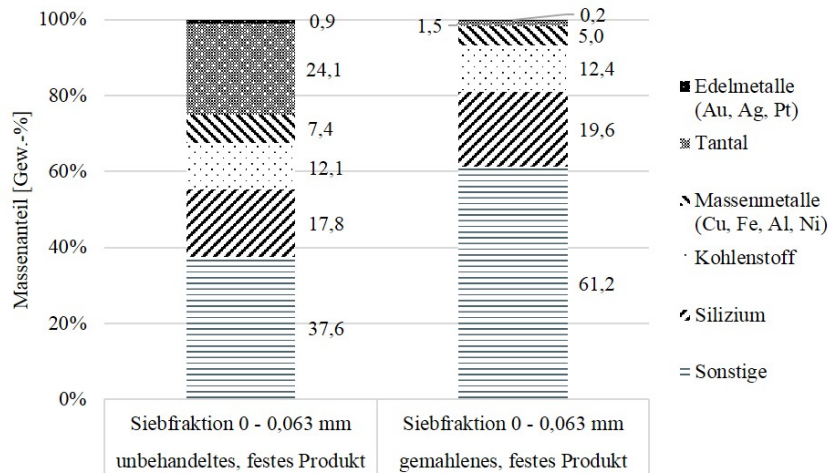 Massenanteil [Gew.-%]
100%
80%
60%
40%
20%
0%
0,9
24,1
7,4
12,1
17,8
37,6
0,2
1,5
5,0
12,4
19,6
61,2
Siebfraktion 0 - 0,063 mm
unbehandeltes, festes Produkt
Siebfraktion 0 - 0,063 mm
gemahlenes, festes Produkt
Edelmetalle
(Au, Ag, Pt)
Tantal
Massenmetalle
(Cu, Fe, Al, Ni)
Kohlenstoff
Silizium
Sonstige